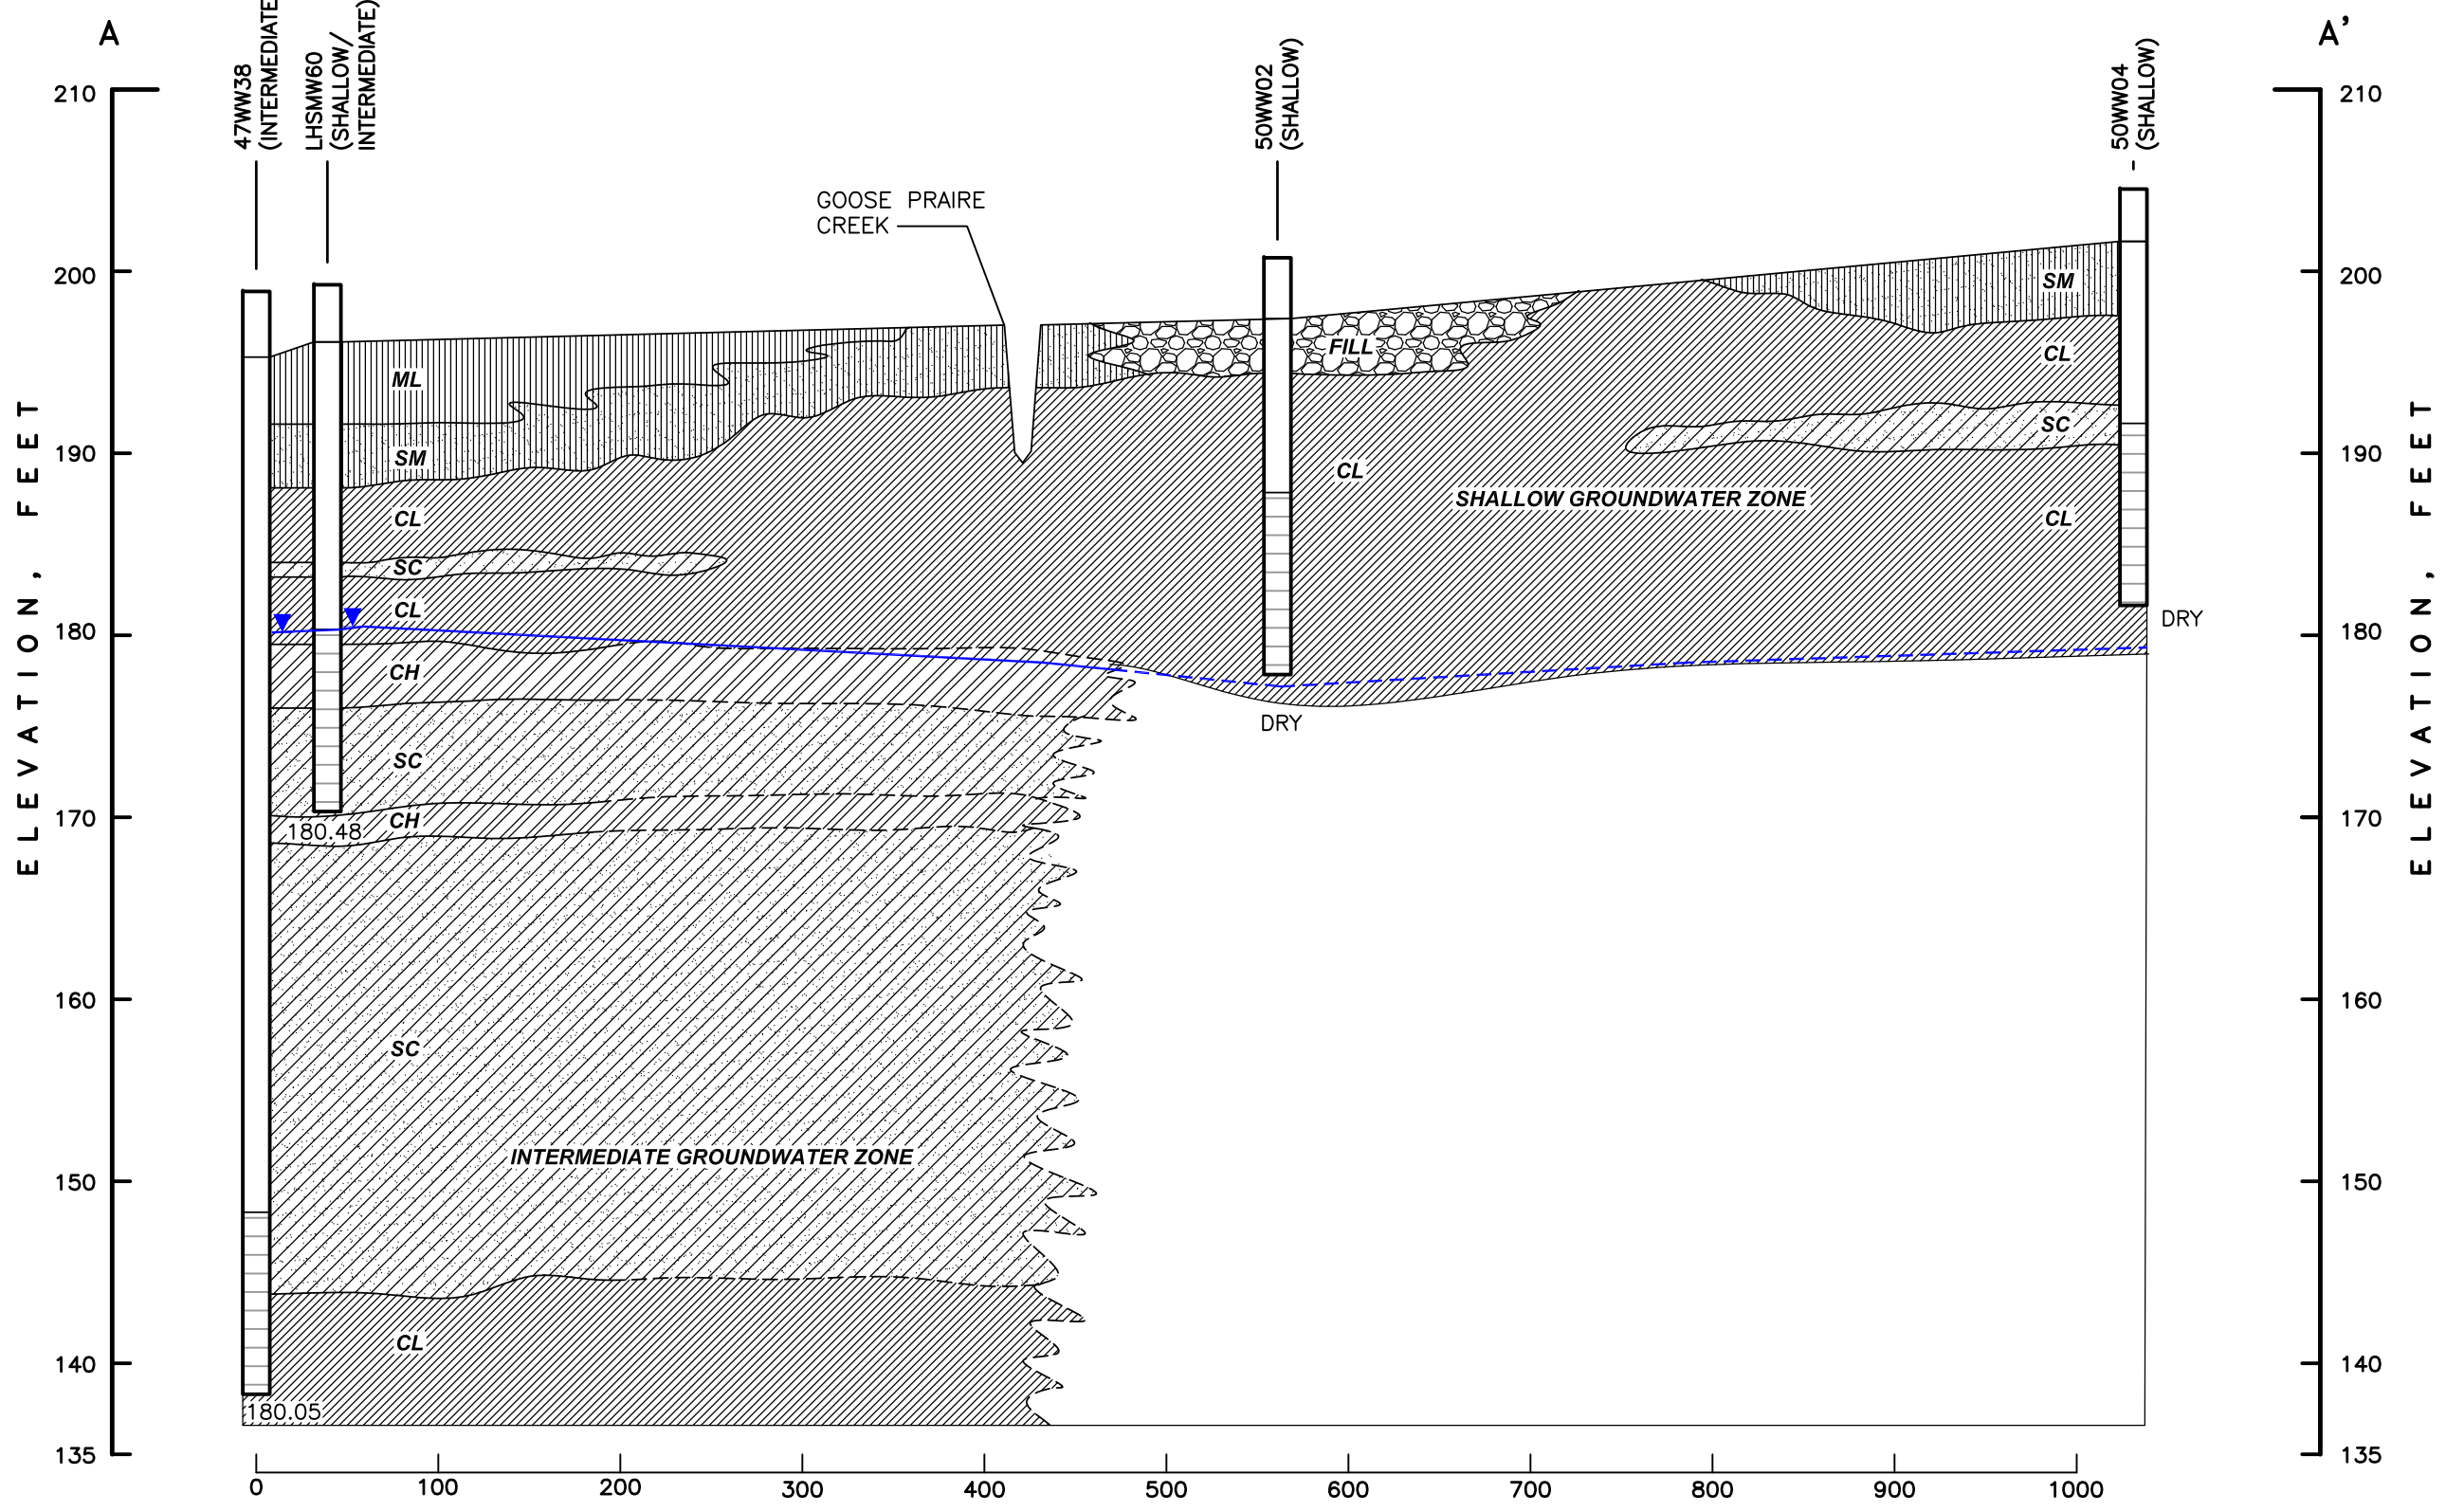 A
A'
47WW38
(INTERMEDIATE
LHSMW60
(SHALLOW/
INTERMEDIATE)
50WW02
(SHALLOW)
50WW04
(SHALLOW)
GOOSE PRAIRE
CREEK
ELEVATION, FEET
210
200
190
180
170
160
150
140
135
ML
SM
CL
SC
CL
CH
SC
CH
180.48
SC
INTERMEDIATE GROUNDWATER ZONE
CL
180.05
FILL
CL
SHALLOW GROUNDWATER ZONE
DRY
SM
CL
SC
CL
DRY
210
200
190
180
170
160
150
140
135
ELEVATION, FEET
0 100 200 300 400 500 600 700 800 900 1000